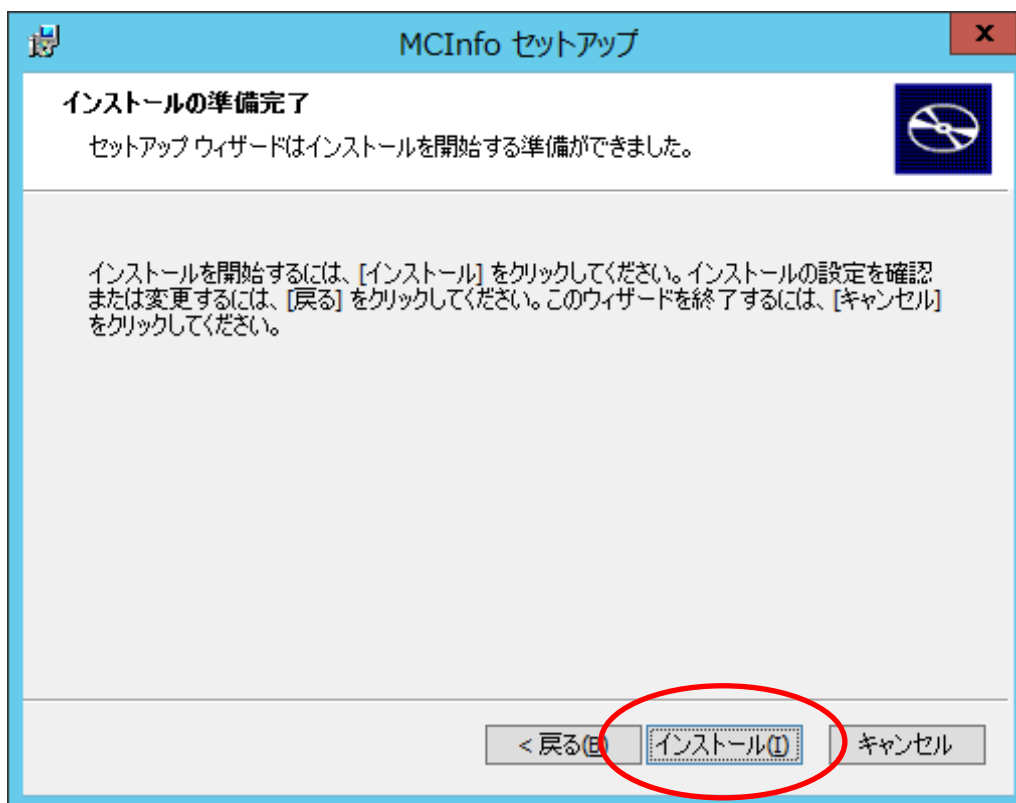 MCInfo セットアップ
x
インストールの準備完了
セットアップ ウィザードはインストールを開始する準備ができました。
インストールを開始するには、[インストール] をクリックしてください。インストールの設定を確認
または変更するには、[戻る] をクリックしてください。このウィザードを終了するには、[キャンセル]
をクリックしてください。
< 戻る(B) インストール(I) キャンセル